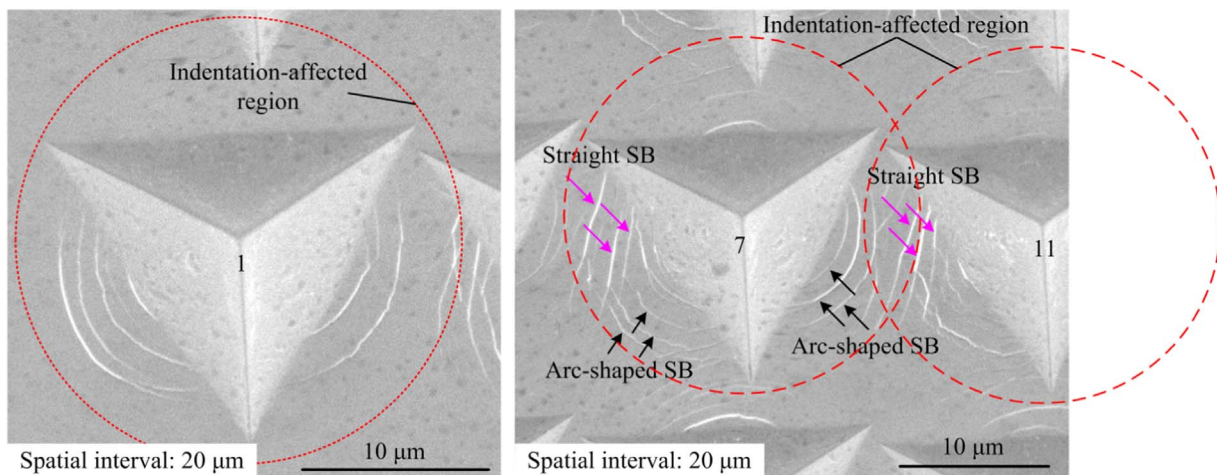 Indentation-affected
region
1
Spatial interval: 20 μm
10 μm
Indentation-affected region
Straight SB
Straight SB
7
11
Arc-shaped SB
Arc-shaped SB
Spatial interval: 20 μm
10 μm